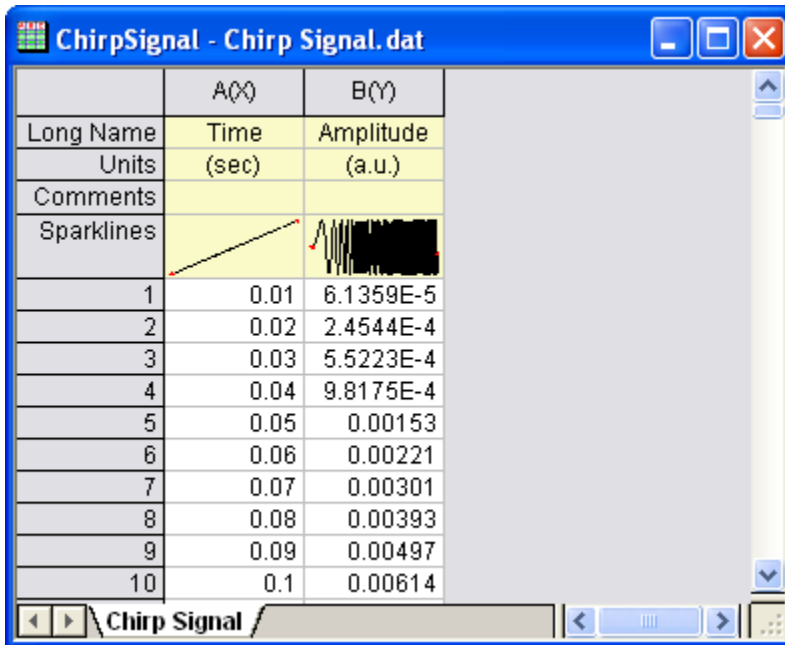 ChirpSignal - Chirp Signal.dat
A(X) B(Y)
Long Name Time Amplitude
Units (sec) (a.u.)
Comments
Sparklines
1 0.01 6.1359E-5
2 0.02 2.4544E-4
3 0.03 5.5223E-4
4 0.04 9.8175E-4
5 0.05 0.00153
6 0.06 0.00221
7 0.07 0.00301
8 0.08 0.00393
9 0.09 0.00497
10 0.1 0.00614
Chirp Signal